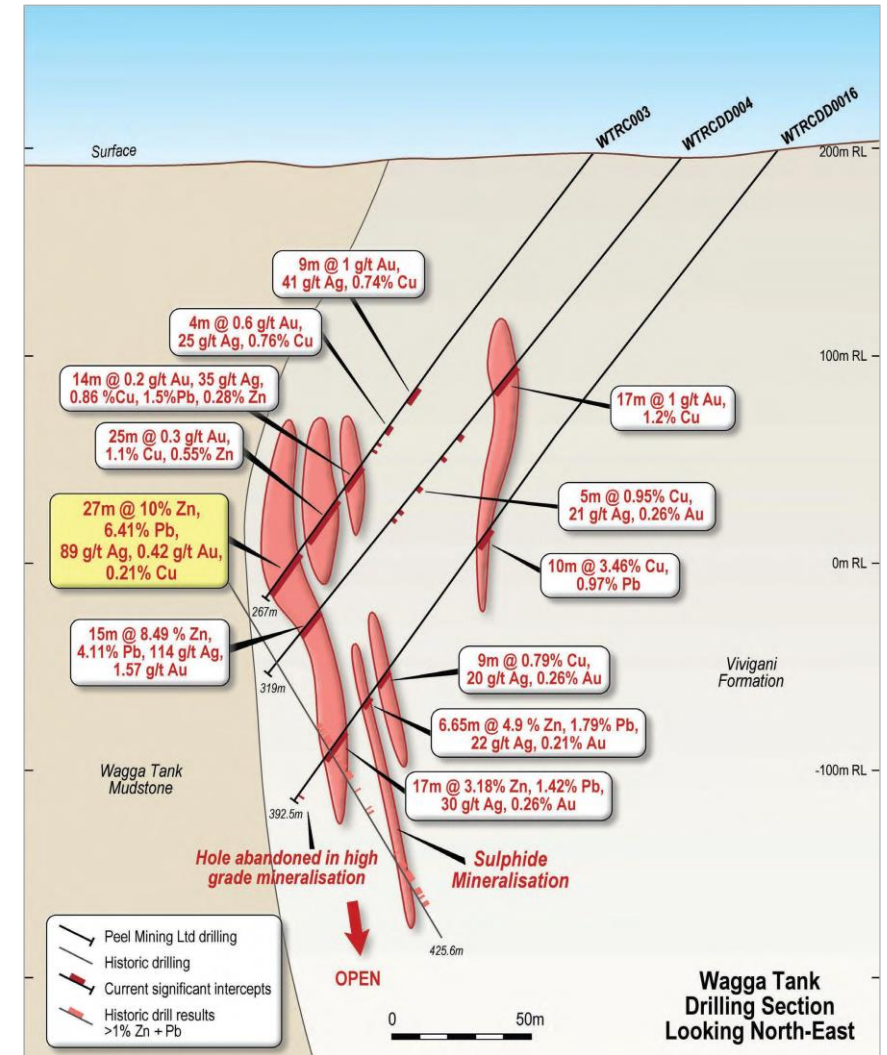 WTRC003
WTRCDD004
WTRCDD0016
Surface
200m RL
9m @ 1 g/t Au,
41 g/t Ag, 0.74% Cu
4m @ 0.6 g/t Au,
25 g/t Ag, 0.76% Cu
100m RL
14m @ 0.2 g/t Au, 35 g/t Ag,
0.86 %Cu, 1.5%Pb, 0.28% Zn
17m @ 1 g/t Au,
1.2% Cu
25m @ 0.3 g/t Au,
1.1% Cu, 0.55% Zn
27m @ 10% Zn,
6.41% Pb,
89 g/t Ag, 0.42 g/t Au,
0.21% Cu
5m @ 0.95% Cu,
21 g/t Ag, 0.26% Au
10m @ 3.46% Cu,
0.97% Pb
0m RL
267m
15m @ 8.49 % Zn,
4.11% Pb, 114 g/t Ag,
1.57 g/t Au
319m
9m @ 0.79% Cu,
20 g/t Ag, 0.26% Au
Vivigani
Formation
6.65m @ 4.9 % Zn, 1.79% Pb,
22 g/t Ag, 0.21% Au
Wagga Tank
Mudstone
-100m RL
17m @ 3.18% Zn, 1.42% Pb,
30 g/t Ag, 0.26% Au
392.5m
Hole abandoned in high
grade mineralisation
Sulphide
Mineralisation
OPEN
425.6m
Peel Mining Ltd drilling
Historic drilling
Current significant intercepts
Historic drill results
>1% Zn + Pb
0
50m
Wagga Tank
Drilling Section
Looking North-East